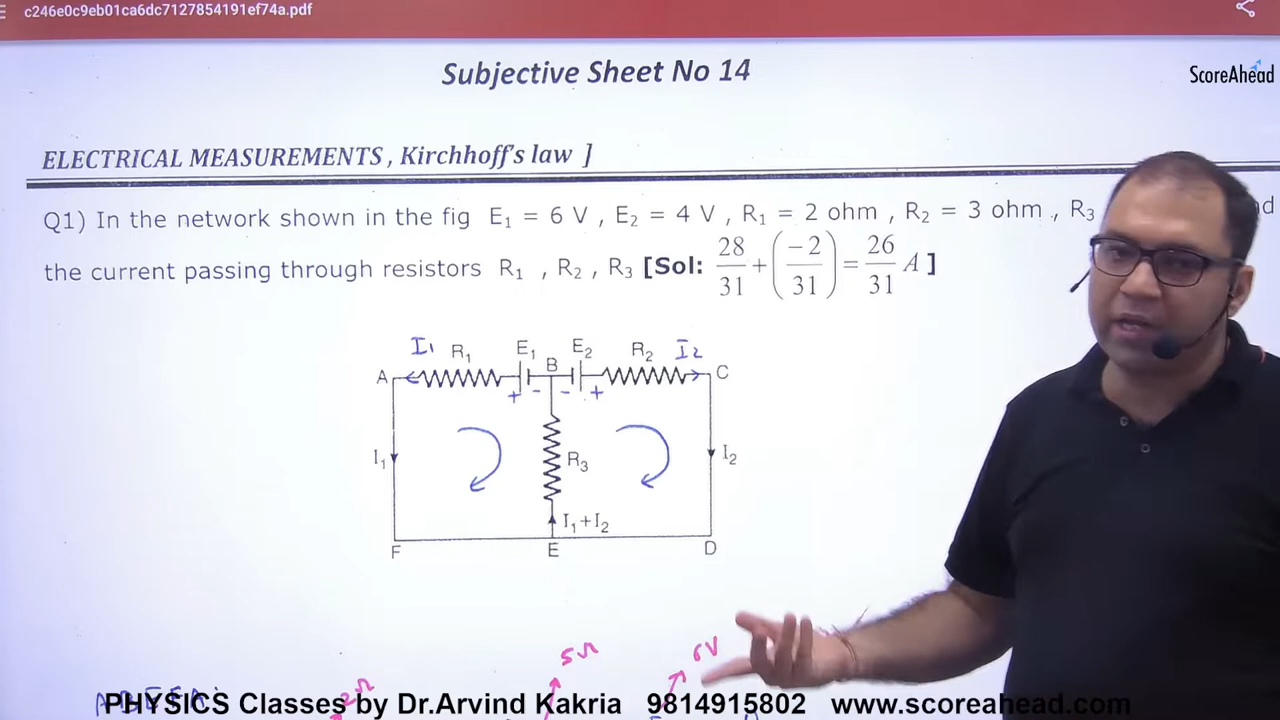 c246e0c9eb01ca6dc7127854191ef74a.pdf
Subjective Sheet No 14
ScoreAhead
ELECTRICAL MEASUREMENTS , Kirchhoff's law ]
Q1) In the network shown in the fig E₁ = 6 V , E₂ = 4 V , R₁ = 2 ohm , R₂ = 3 ohm , R₃
the current passing through resistors R₁ , R₂ , R₃ [Sol: 28/31 + (−2/31) = 26/31 A ]
I₁ R₁ E₁ B E₂ R₂ I₂
A C
+ - - +
I₁ R₃ I₂
I₁+I₂
F E D
5Ω 6V
2Ω
PHYSICS Classes by Dr.Arvind Kakria 9814915802 www.scoreahead.com